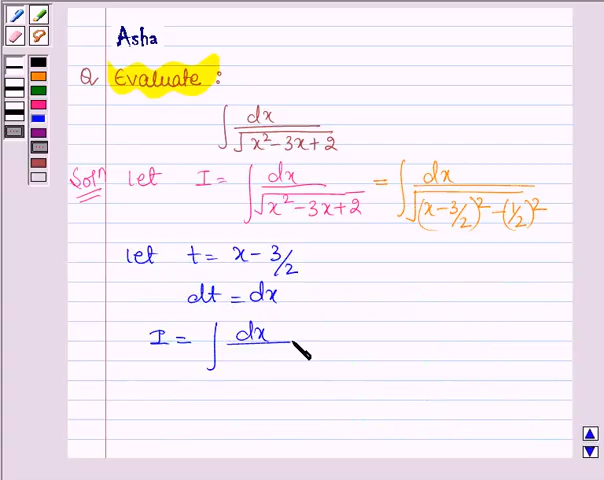 Asha
Q Evaluate :
∫ dx / √(x² - 3x + 2)
Soln let I = ∫ dx / √(x² - 3x + 2) = ∫ dx / √((x - 3/2)² - (1/2)²)
let t = x - 3/2
dt = dx
I = ∫ dx